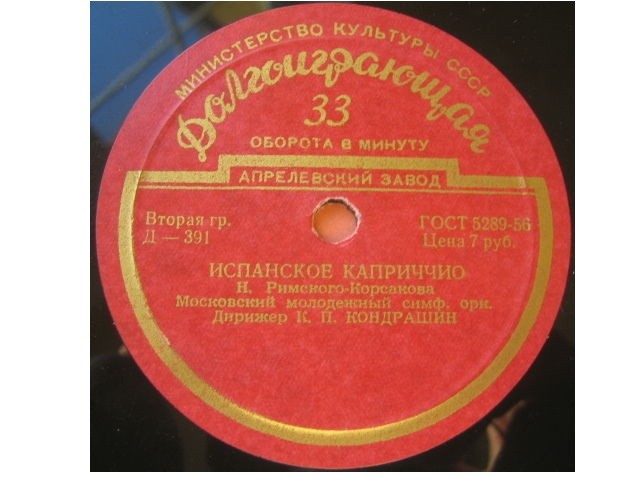 МИНИСТЕРСТВО КУЛЬТУРЫ СССР
Долгоиграющая
33
ОБОРОТА В МИНУТУ
АПРЕЛЕВСКИЙ ЗАВОД
Вторая гр.
Д — 391
ГОСТ 5289-56
Цена 7 руб.
ИСПАНСКОЕ КАПРИЧЧИО
Н. Римского-Корсакова
Московский молодежный симф. орк.
Дирижер К. П. КОНДРАШИН